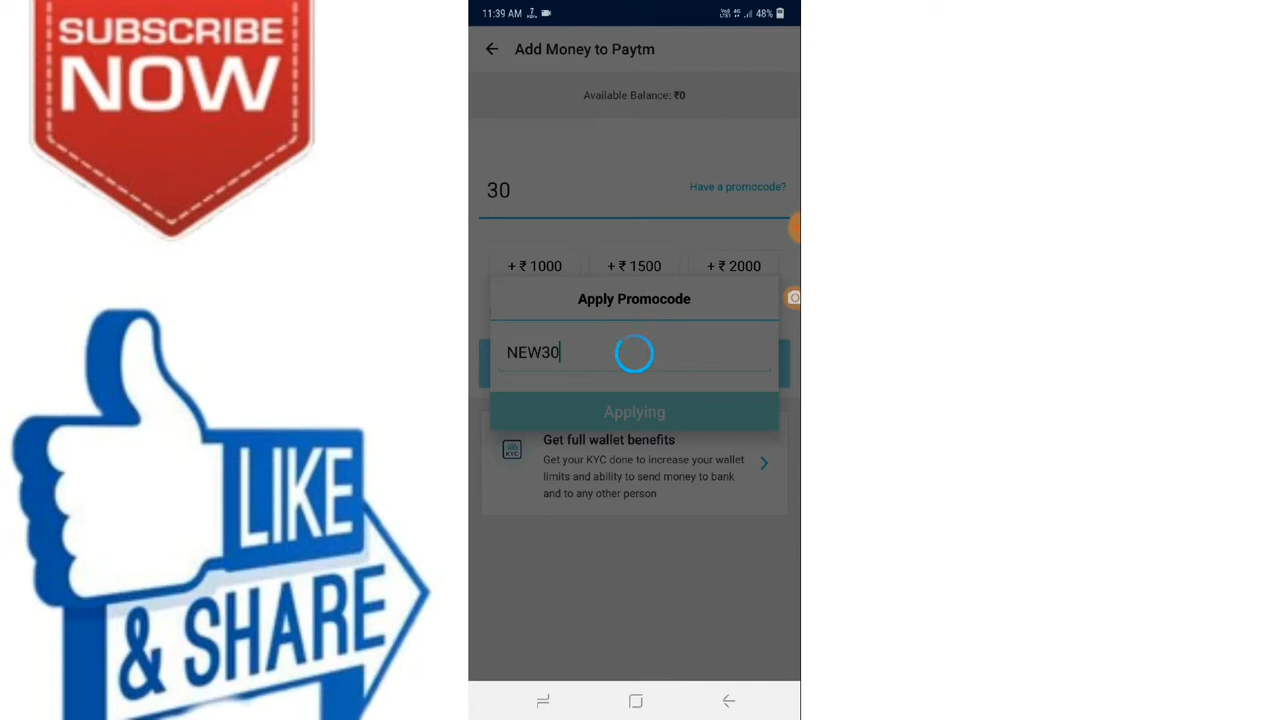 SUBSCRIBE
NOW
LIKE
& SHARE
11:39 AM
48%
Add Money to Paytm
Available Balance: ₹0
30
Have a promocode?
+ ₹ 1000
+ ₹ 1500
+ ₹ 2000
Apply Promocode
NEW30
Applying
Get full wallet benefits
KYC
Get your KYC done to increase your wallet
limits and ability to send money to bank
and to any other person